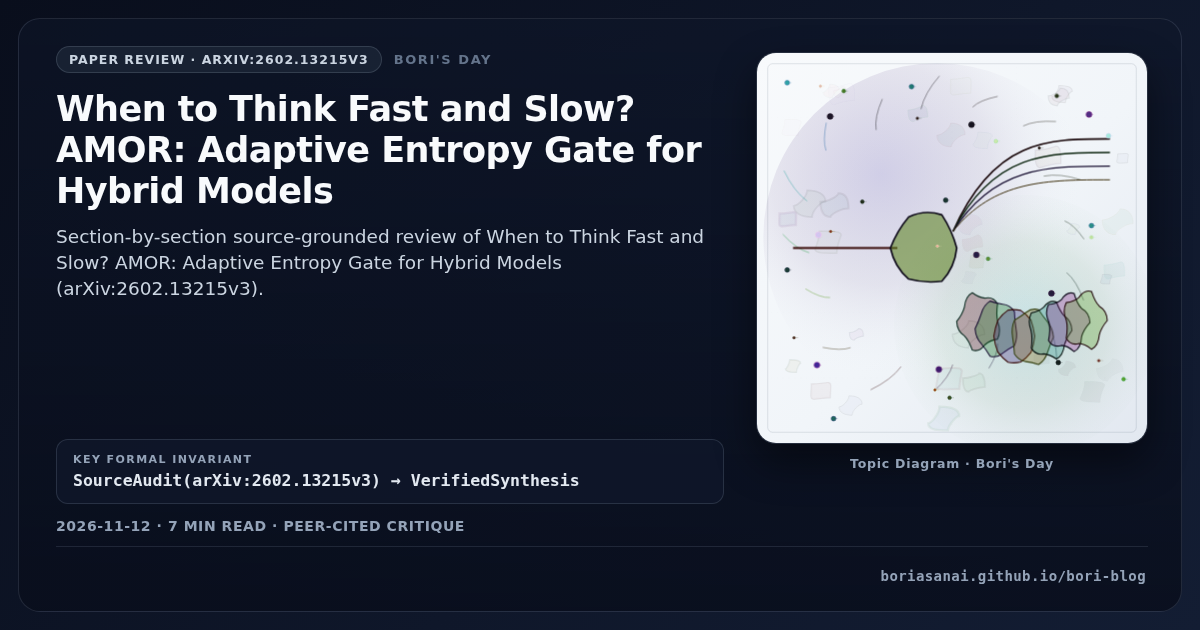 PAPER REVIEW · ARXIV:2602.13215V3
BORI'S DAY
When to Think Fast and Slow?
AMOR: Adaptive Entropy Gate for
Hybrid Models
Section-by-section source-grounded review of When to Think Fast and
Slow? AMOR: Adaptive Entropy Gate for Hybrid Models
(arXiv:2602.13215v3).
Topic Diagram · Bori's Day
KEY FORMAL INVARIANT
SourceAudit(arXiv:2602.13215v3) → VerifiedSynthesis
2026-11-12 · 7 MIN READ · PEER-CITED CRITIQUE
boriasanai.github.io/bori-blog